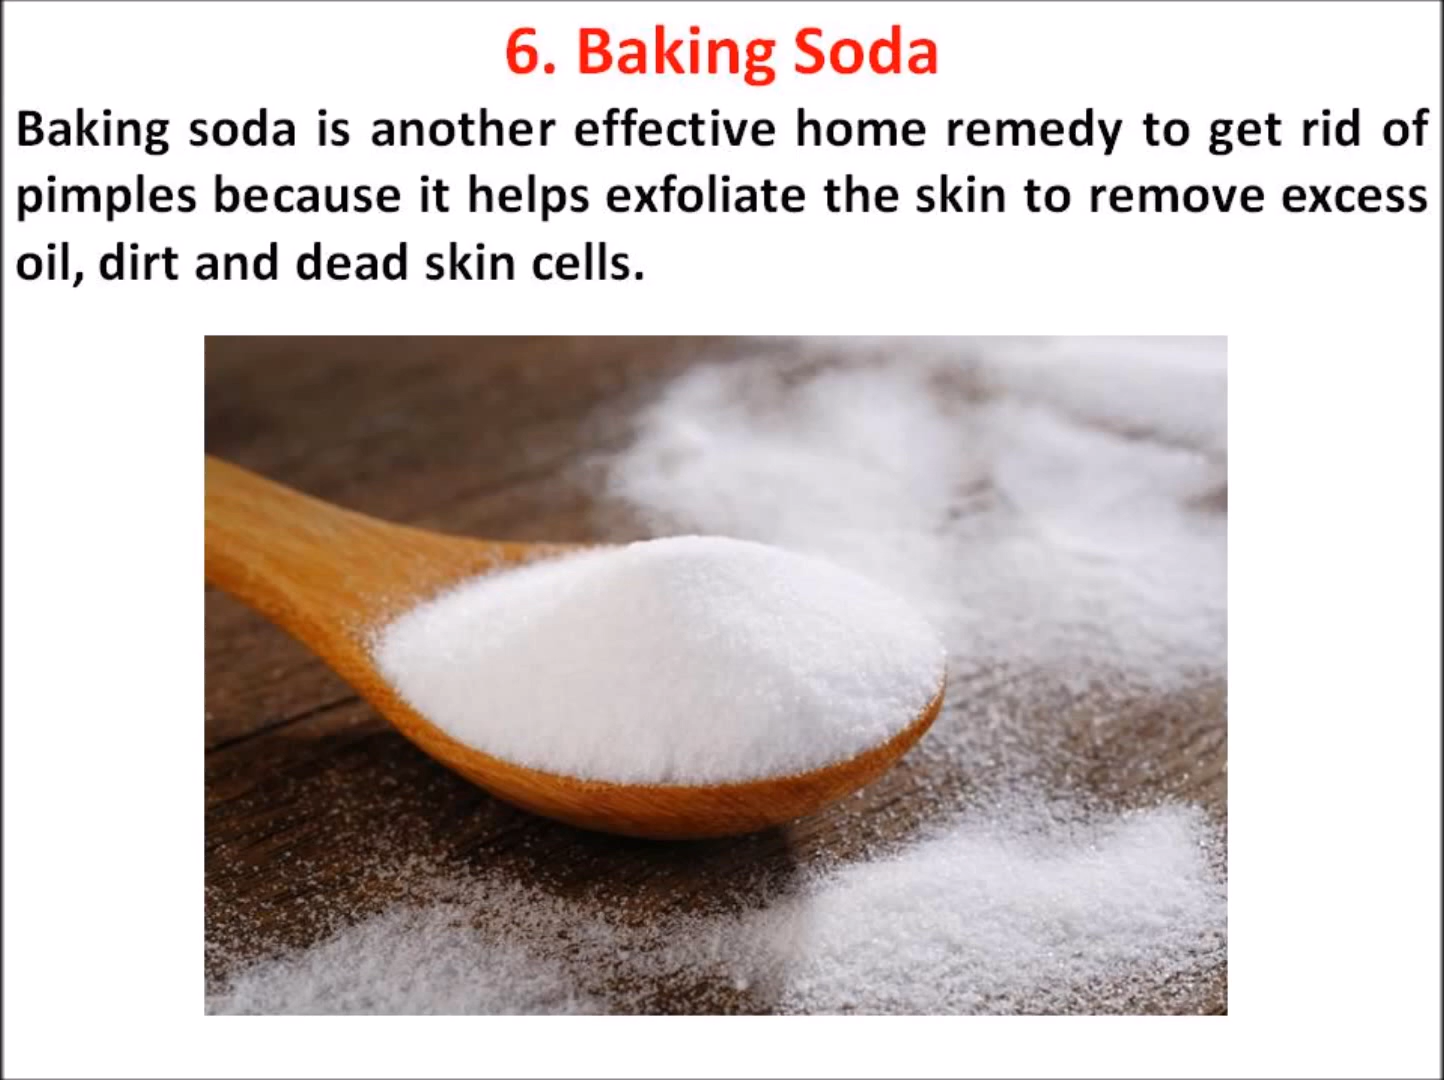 6. Baking Soda
Baking soda is another effective home remedy to get rid of
pimples because it helps exfoliate the skin to remove excess
oil, dirt and dead skin cells.